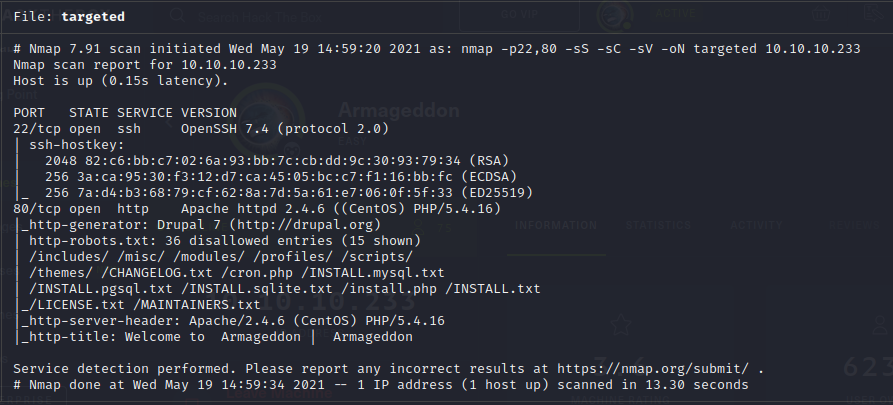 File: targeted
# Nmap 7.91 scan initiated Wed May 19 14:59:20 2021 as: nmap -p22,80 -sS -sC -sV -oN targeted 10.10.10.233
Nmap scan report for 10.10.10.233
Host is up (0.15s latency).
PORT   STATE SERVICE VERSION
22/tcp open  ssh     OpenSSH 7.4 (protocol 2.0)
| ssh-hostkey:
|   2048 82:c6:bb:c7:02:6a:93:bb:7c:cb:dd:9c:30:93:79:34 (RSA)
|   256 3a:ca:95:30:f3:12:d7:ca:45:05:bc:c7:f1:16:bb:fc (ECDSA)
|_  256 7a:d4:b3:68:79:cf:62:8a:7d:5a:61:e7:06:0f:5f:33 (ED25519)
80/tcp open  http    Apache httpd 2.4.6 ((CentOS) PHP/5.4.16)
|_http-generator: Drupal 7 (http://drupal.org)
| http-robots.txt: 36 disallowed entries (15 shown)
| /includes/ /misc/ /modules/ /profiles/ /scripts/
| /themes/ /CHANGELOG.txt /cron.php /INSTALL.mysql.txt
| /INSTALL.pgsql.txt /INSTALL.sqlite.txt /install.php /INSTALL.txt
|_/LICENSE.txt /MAINTAINERS.txt
|_http-server-header: Apache/2.4.6 (CentOS) PHP/5.4.16
|_http-title: Welcome to  Armageddon |  Armageddon
Service detection performed. Please report any incorrect results at https://nmap.org/submit/ .
# Nmap done at Wed May 19 14:59:34 2021 -- 1 IP address (1 host up) scanned in 13.30 seconds
Armageddon
INFORMATION
STATISTICS
10.10.10.233